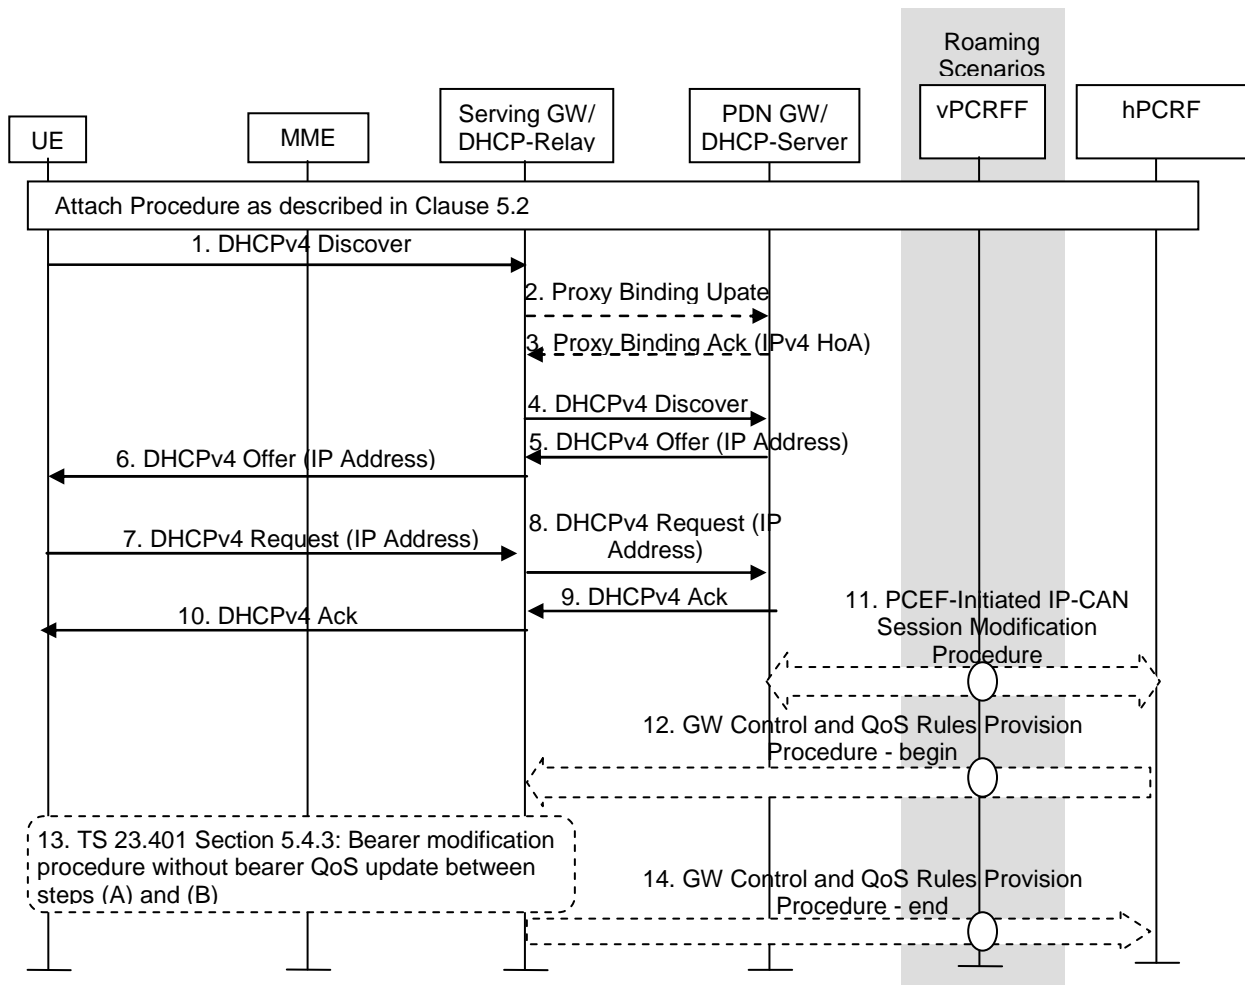 Roaming
Scenarios
UE
MME
Serving GW/
DHCP-Relay
PDN GW/
DHCP-Server
vPCRFF
hPCRF
Attach Procedure as described in Clause 5.2
1. DHCPv4 Discover
2. Proxy Binding Upate
3. Proxy Binding Ack (IPv4 HoA)
4. DHCPv4 Discover
5. DHCPv4 Offer (IP Address)
6. DHCPv4 Offer (IP Address)
7. DHCPv4 Request (IP Address)
8. DHCPv4 Request (IP
Address)
9. DHCPv4 Ack
10. DHCPv4 Ack
11. PCEF-Initiated IP-CAN
Session Modification
Procedure
12. GW Control and QoS Rules Provision
Procedure - begin
13. TS 23.401 Section 5.4.3: Bearer modification
procedure without bearer QoS update between
steps (A) and (B)
14. GW Control and QoS Rules Provision
Procedure - end